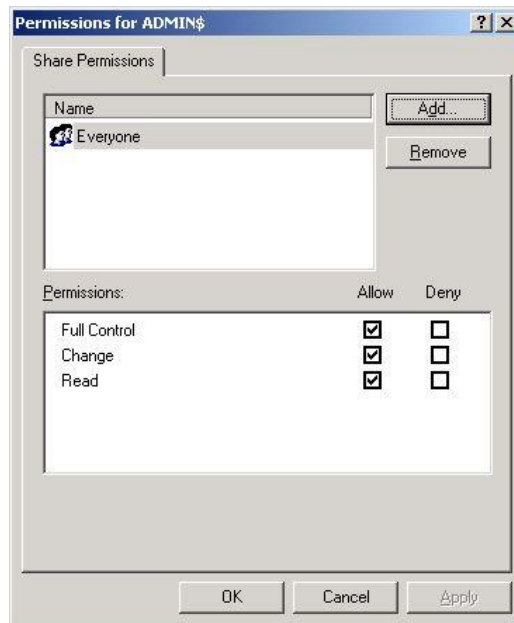 Permissions for ADMIN$
Share Permissions
Name
Add...
Everyone
Remove
Permissions: Allow Deny
Full Control
Change
Read
OK Cancel Apply